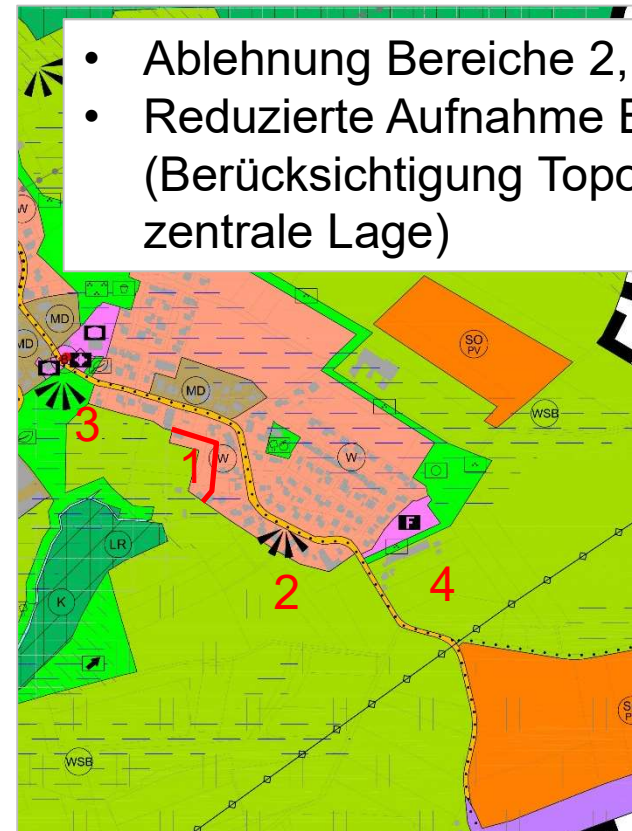 • Ablehnung Bereiche 2,
• Reduzierte Aufnahme
(Berücksichtigung
zentrale Lage)
W
MD
SO
PV
MD
WSB
MD
3
1
W
W
F
LR
2
4
K
WSB